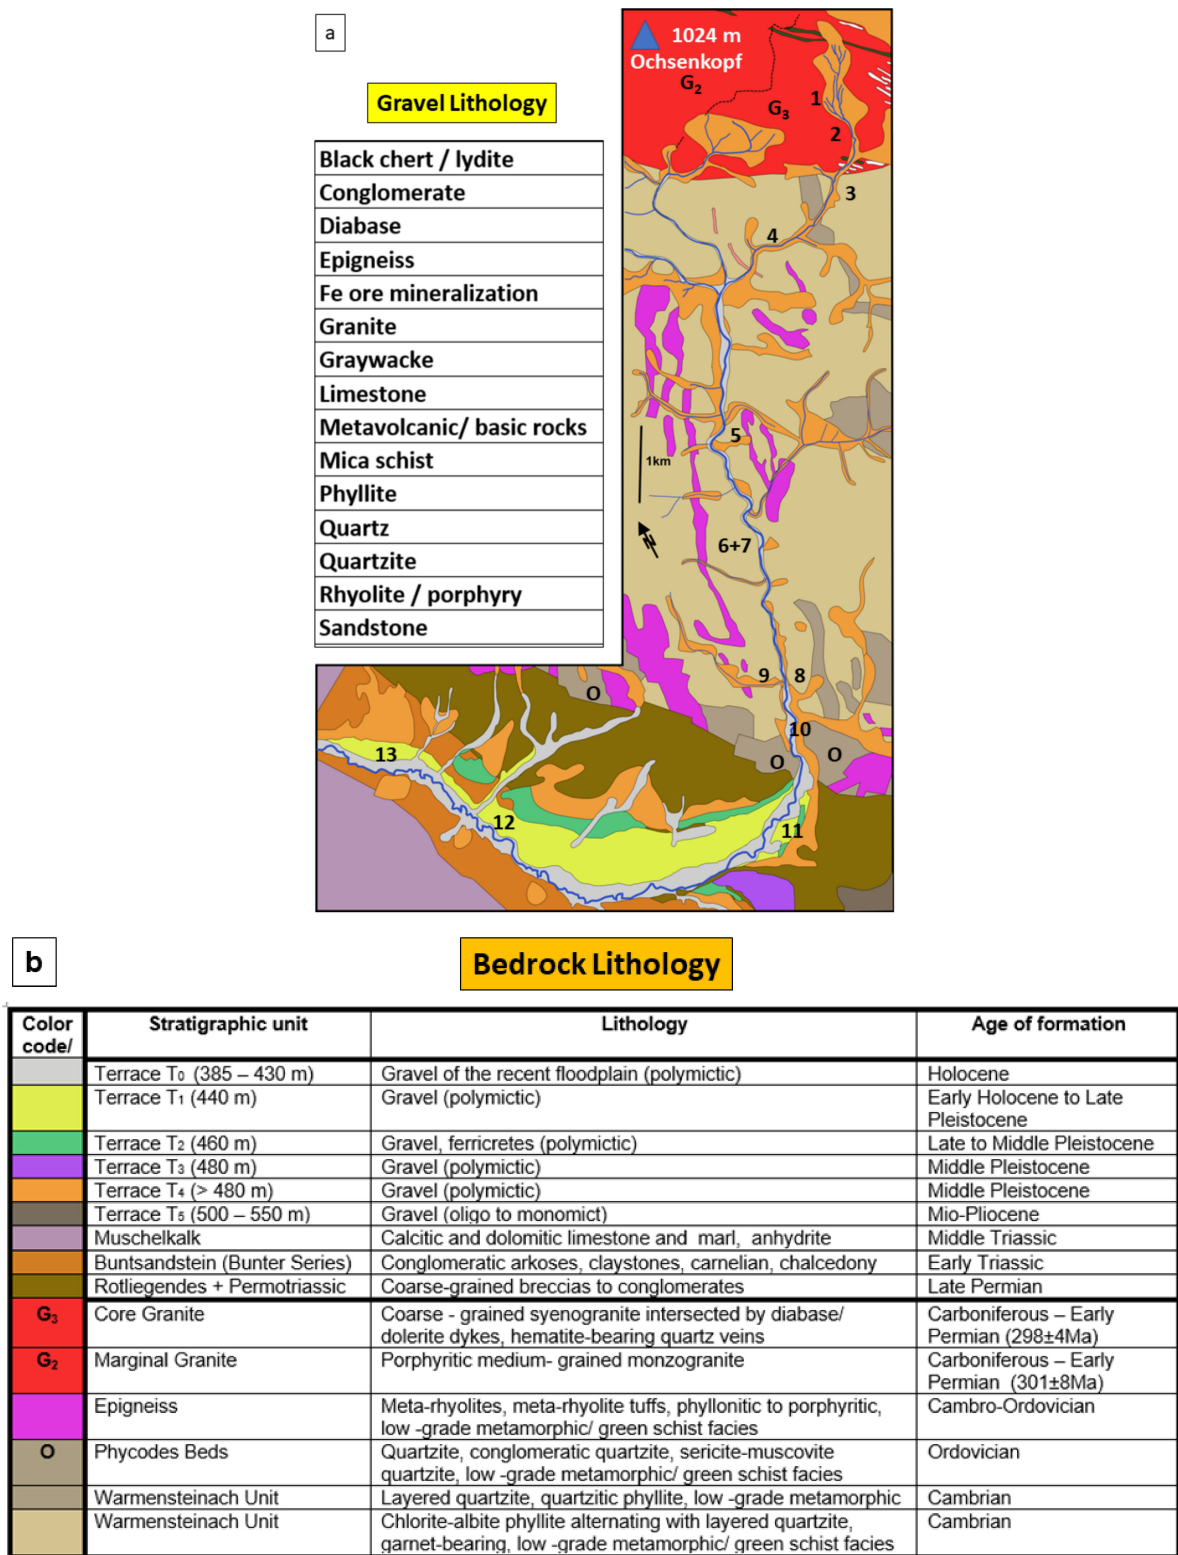 a
Gravel Lithology
Black chert / lydite
Conglomerate
Diabase
Epigneiss
Fe ore mineralization
Granite
Graywacke
Limestone
Metavolcanic/ basic rocks
Mica schist
Phyllite
Quartz
Quartzite
Rhyolite / porphyry
Sandstone
1024 m
Ochsenkopf
G₂
G₃
1
2
3
4
5
1km
N
6+7
9
8
10
O
O
O
13
12
11
b
Bedrock Lithology
Color code/ Stratigraphic unit Lithology Age of formation
Terrace T₀ (385 – 430 m) Gravel of the recent floodplain (polymictic) Holocene
Terrace T₁ (440 m) Gravel (polymictic) Early Holocene to Late
Pleistocene
Terrace T₂ (460 m) Gravel, ferricretes (polymictic) Late to Middle Pleistocene
Terrace T₃ (480 m) Gravel (polymictic) Middle Pleistocene
Terrace T₄ (> 480 m) Gravel (polymictic) Middle Pleistocene
Terrace T₅ (500 – 550 m) Gravel (oligo to monomict) Mio-Pliocene
Muschelkalk Calcitic and dolomitic limestone and marl, anhydrite Middle Triassic
Buntsandstein (Bunter Series) Conglomeratic arkoses, claystones, carnelian, chalcedony Early Triassic
Rotliegendes + Permotriassic Coarse-grained breccias to conglomerates Late Permian
G₃ Core Granite Coarse - grained syenogranite intersected by diabase/ Carboniferous – Early
dolerite dykes, hematite-bearing quartz veins Permian (298±4Ma)
G₂ Marginal Granite Porphyritic medium- grained monzogranite Carboniferous – Early
Permian (301±8Ma)
Epigneiss Meta-rhyolites, meta-rhyolite tuffs, phyllonitic to porphyritic, Cambro-Ordovician
low -grade metamorphic/ green schist facies
O Phycodes Beds Quartzite, conglomeratic quartzite, sericite-muscovite Ordovician
quartzite, low -grade metamorphic/ green schist facies
Warmensteinach Unit Layered quartzite, quartzitic phyllite, low -grade metamorphic Cambrian
Warmensteinach Unit Chlorite-albite phyllite alternating with layered quartzite, Cambrian
garnet-bearing, low -grade metamorphic/ green schist facies